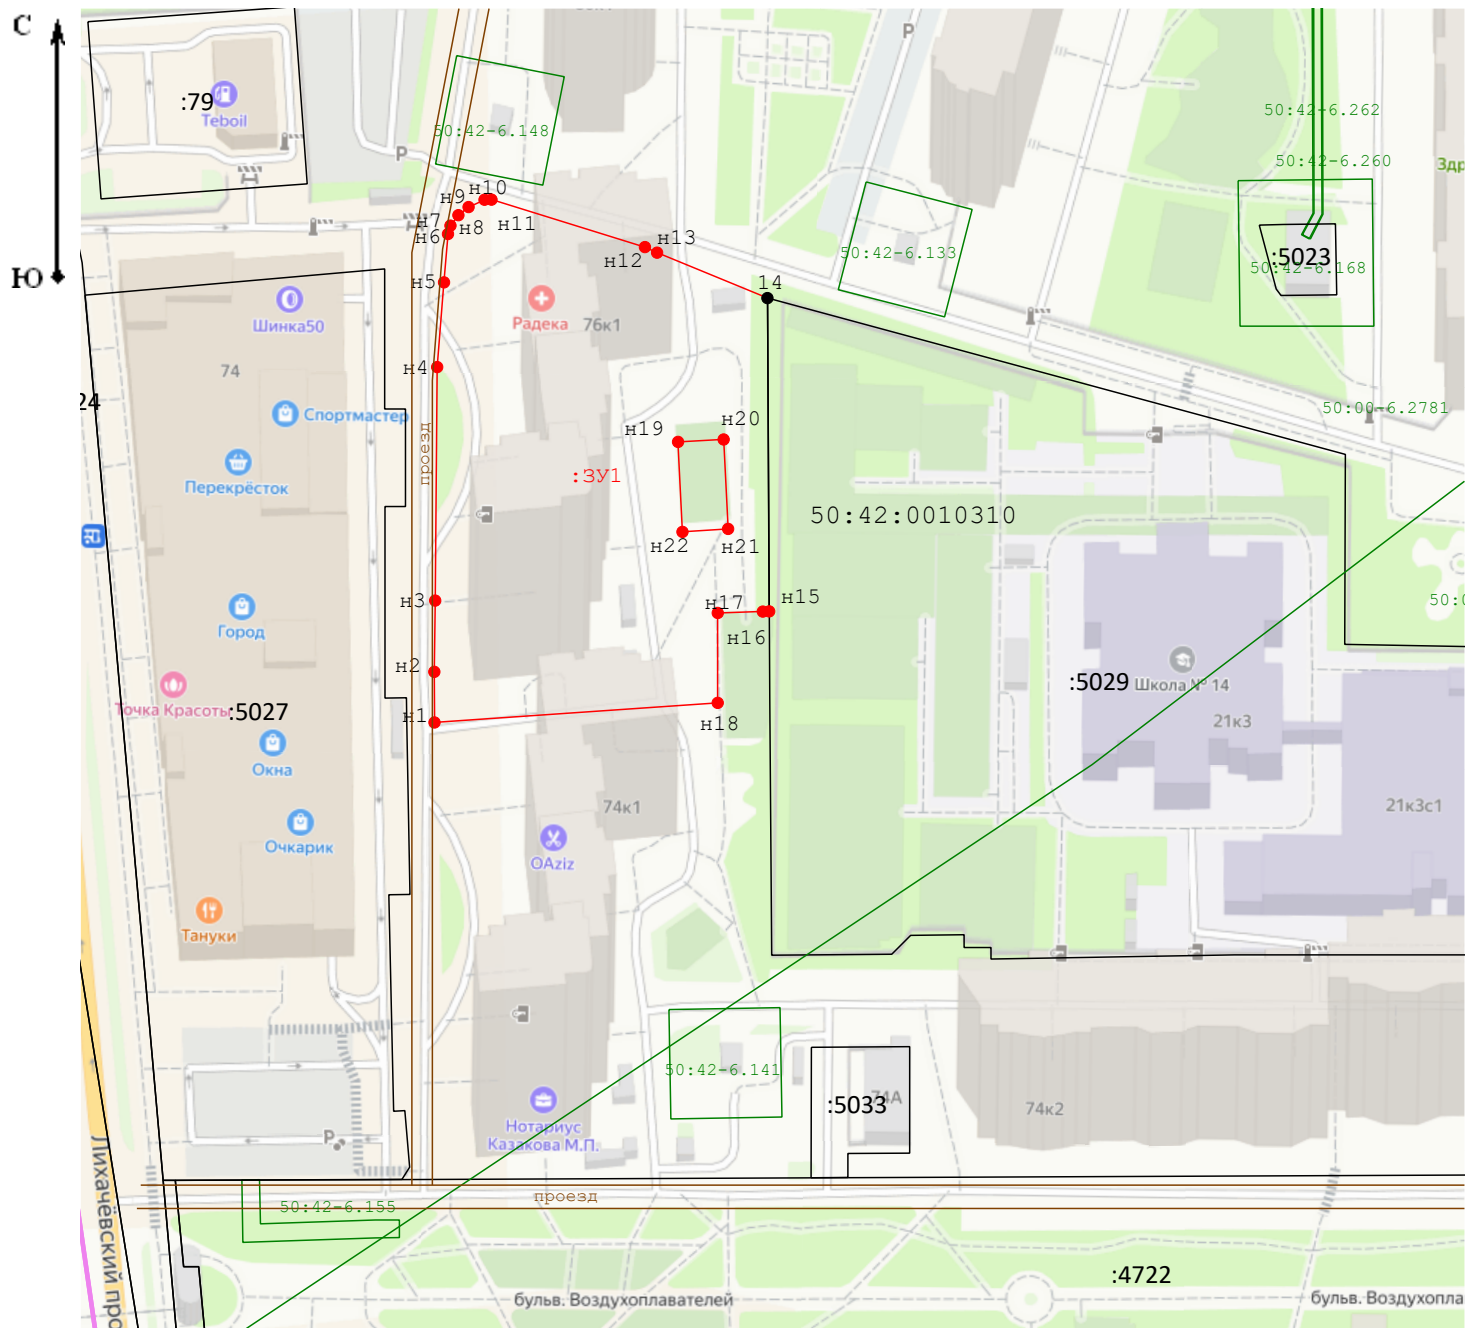 С
Ю
:79
Teboil
P
50:42-6.148
P
50:42-6.262
50:42-6.260
Здр
50:42-6.133
:5023
50:42-6.168
н10
н9
н7
н8
н11
н6
н13
н12
н5
14
Шинка50
Радека
76к1
74
н4
24
Спортмастер
50:00-6.2781
н20
н19
проезд
:ЗУ1
Перекрёсток
50:42:0010310
н22
н21
н3
н17
н15
Город
н16
50:0
н2
:5029
Школа № 14
Точка Красоты
:5027
н1
н18
21к3
Окна
74к1
21к3с1
Очкарик
OAziz
Тануки
50:42-6.141
:5033
74А
74к2
Нотариус
Казакова М.П.
P
Лихачёвский про
проезд
50:42-6.155
:4722
бульв. Воздухоплавателей
бульв. Воздухопла